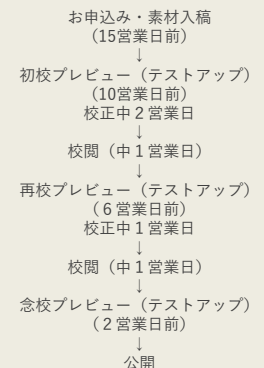 お申込み・素材入稿
（15営業日前）
↓
初校プレビュー（テストアップ）
（10営業日前）
校正中２営業日
↓
校閲（中１営業日）
↓
再校プレビュー（テストアップ）
（６営業日前）
校正中１営業日
↓
校閲（中１営業日）
↓
念校プレビュー（テストアップ）
（２営業日前）
↓
公開